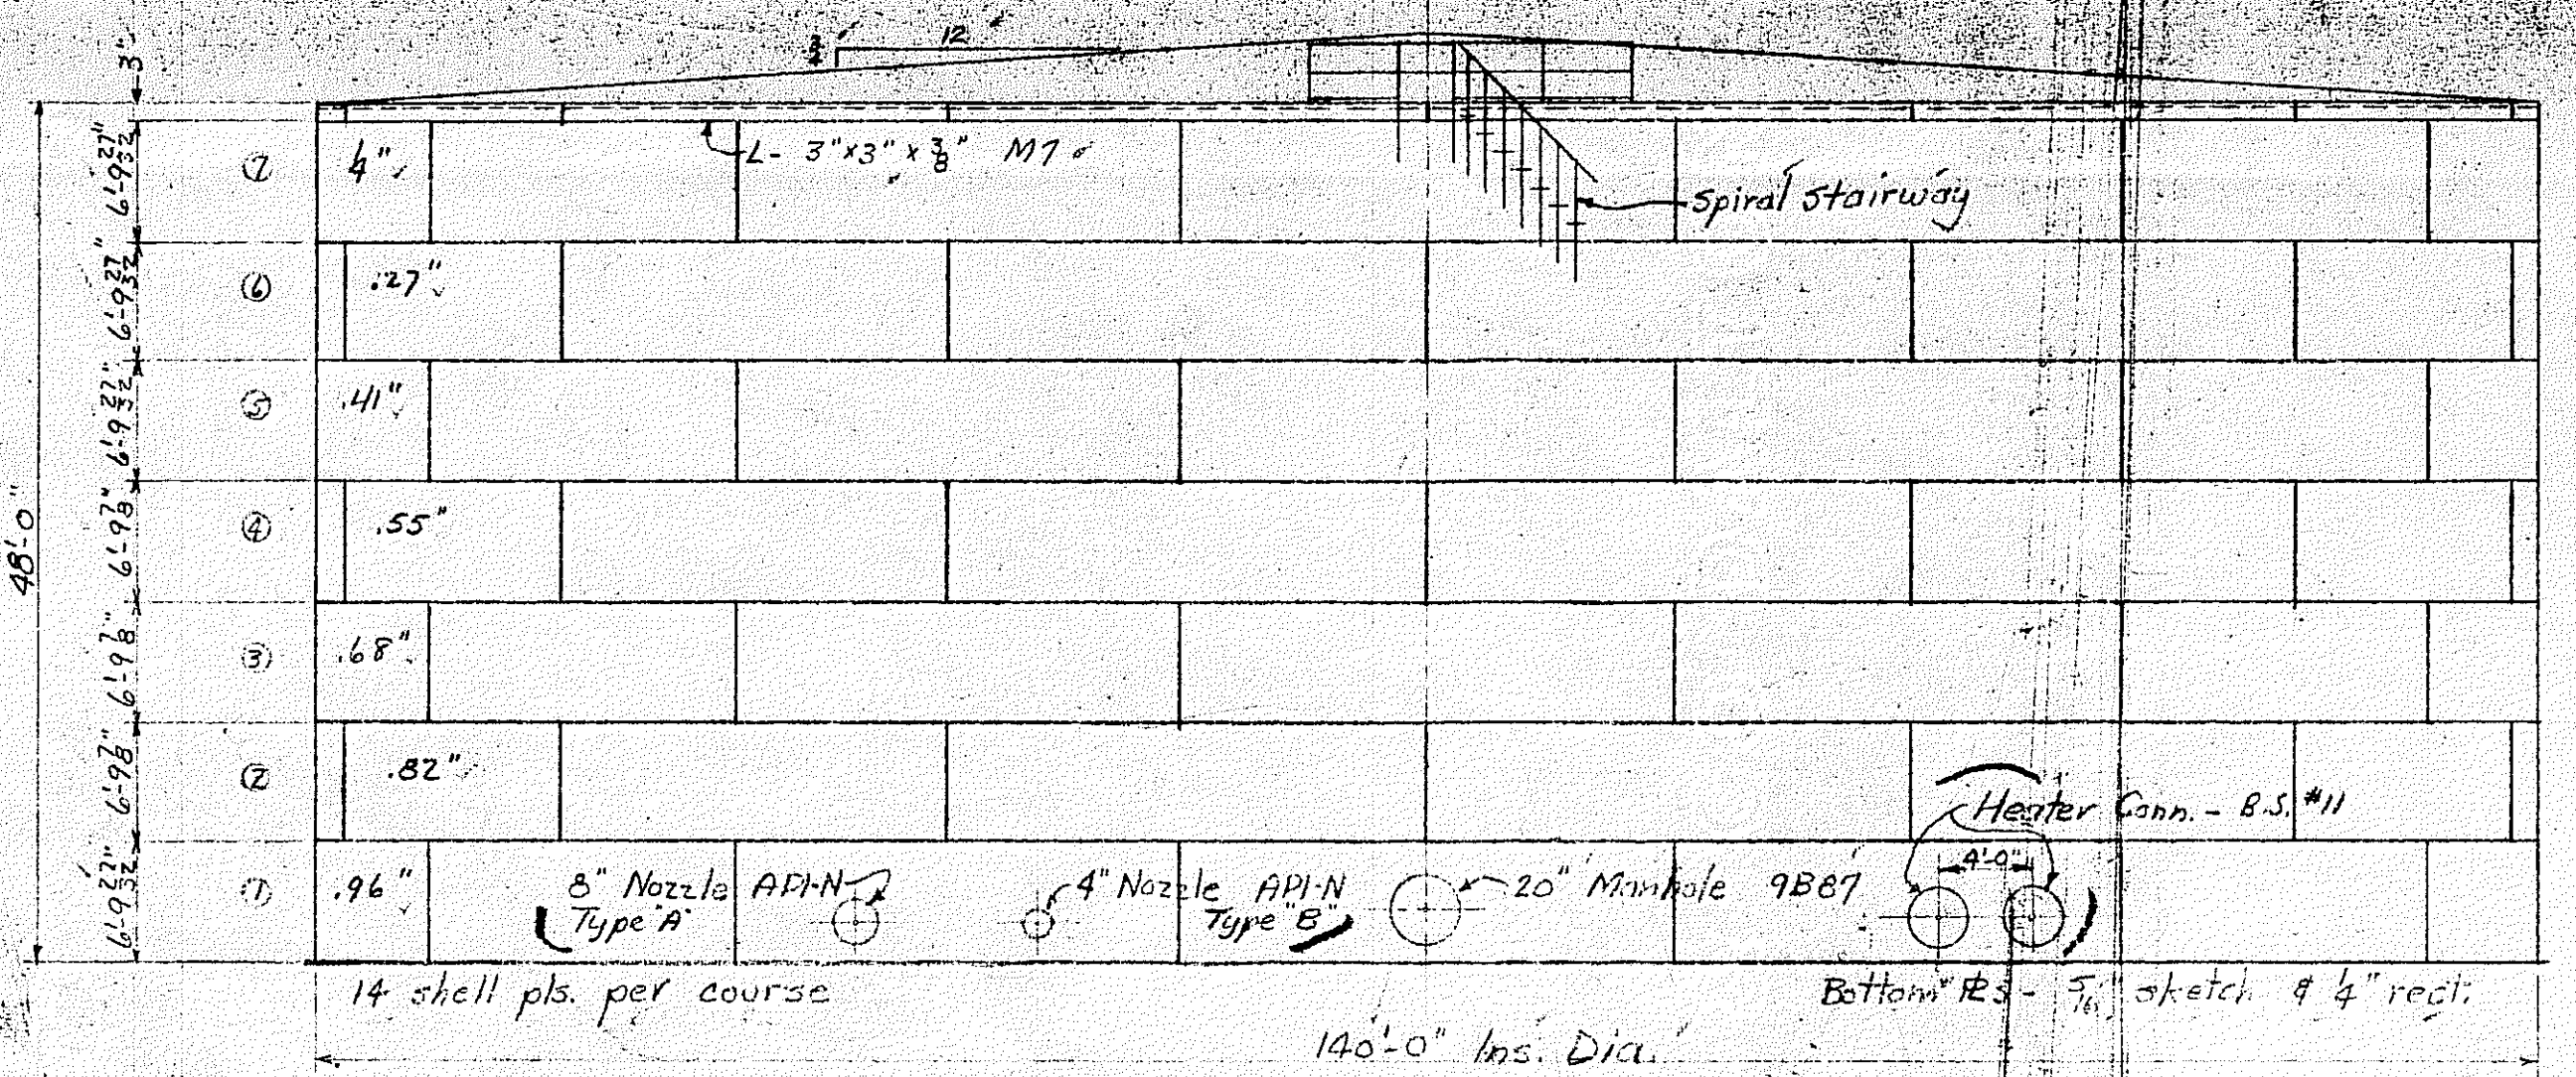 12
3"
48'-0"
6'-9 27/32"
⑦
1/4"
L- 3"x3"x 3/8" M7
Spiral Stairway
6'-9 27/32"
⑥
.27"
6'-9 27/32"
⑤
.41"
6'-9 7/8"
④
.55"
6'-9 7/8"
③
.68"
6'-9 7/8"
②
.82"
Heater Conn. - B.S. #11
4'-0"
6'-9 27/32"
①
.96"
8" Nozzle API-N
Type "A"
4" Nozzle API-N
Type "B"
20" Manhole 9B87
14 shell pls. per course
Bottom PLs - 5/16" sketch & 1/4" rect.
140'-0" Ins. Dia.